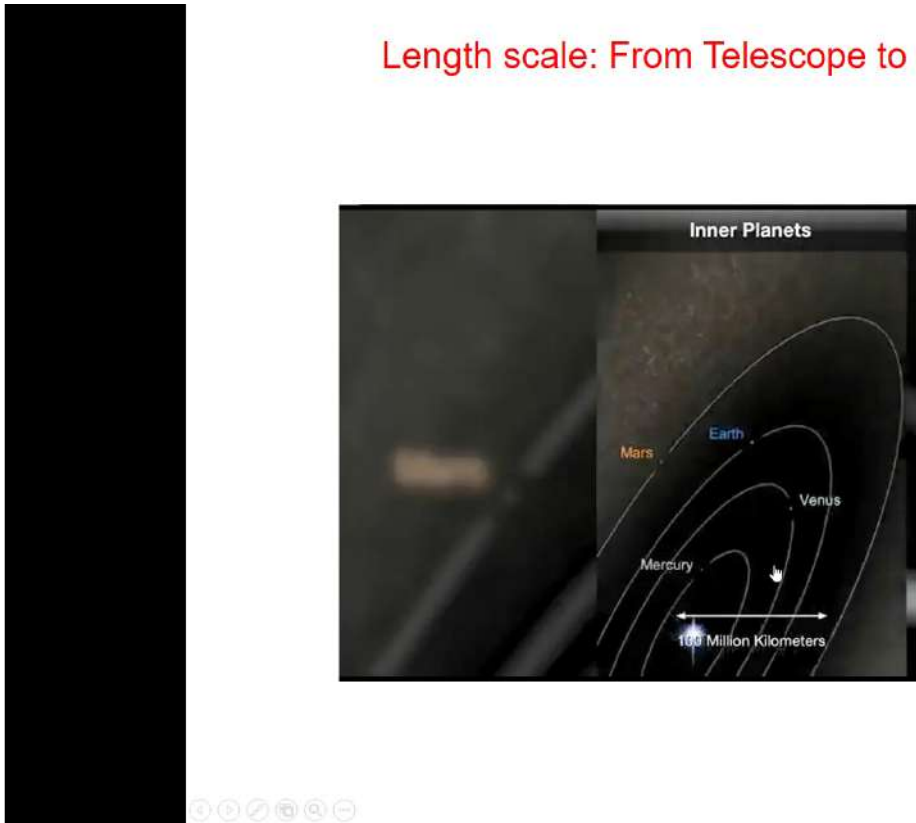 Length scale: From Telescope to
Inner Planets
Earth
Mars
Venus
Mercury
100 Million Kilometers